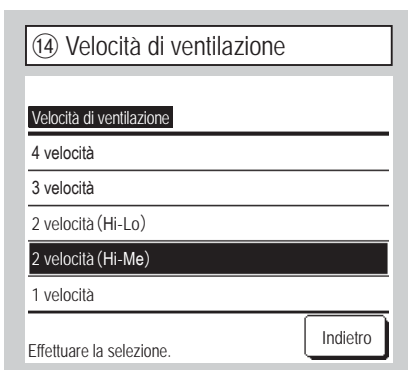 ⑭ Velocità di ventilazione
Velocità di ventilazione
4 velocità
3 velocità
2 velocità (Hi-Lo)
2 velocità (Hi-Me)
1 velocità
Effettuare la selezione.
Indietro